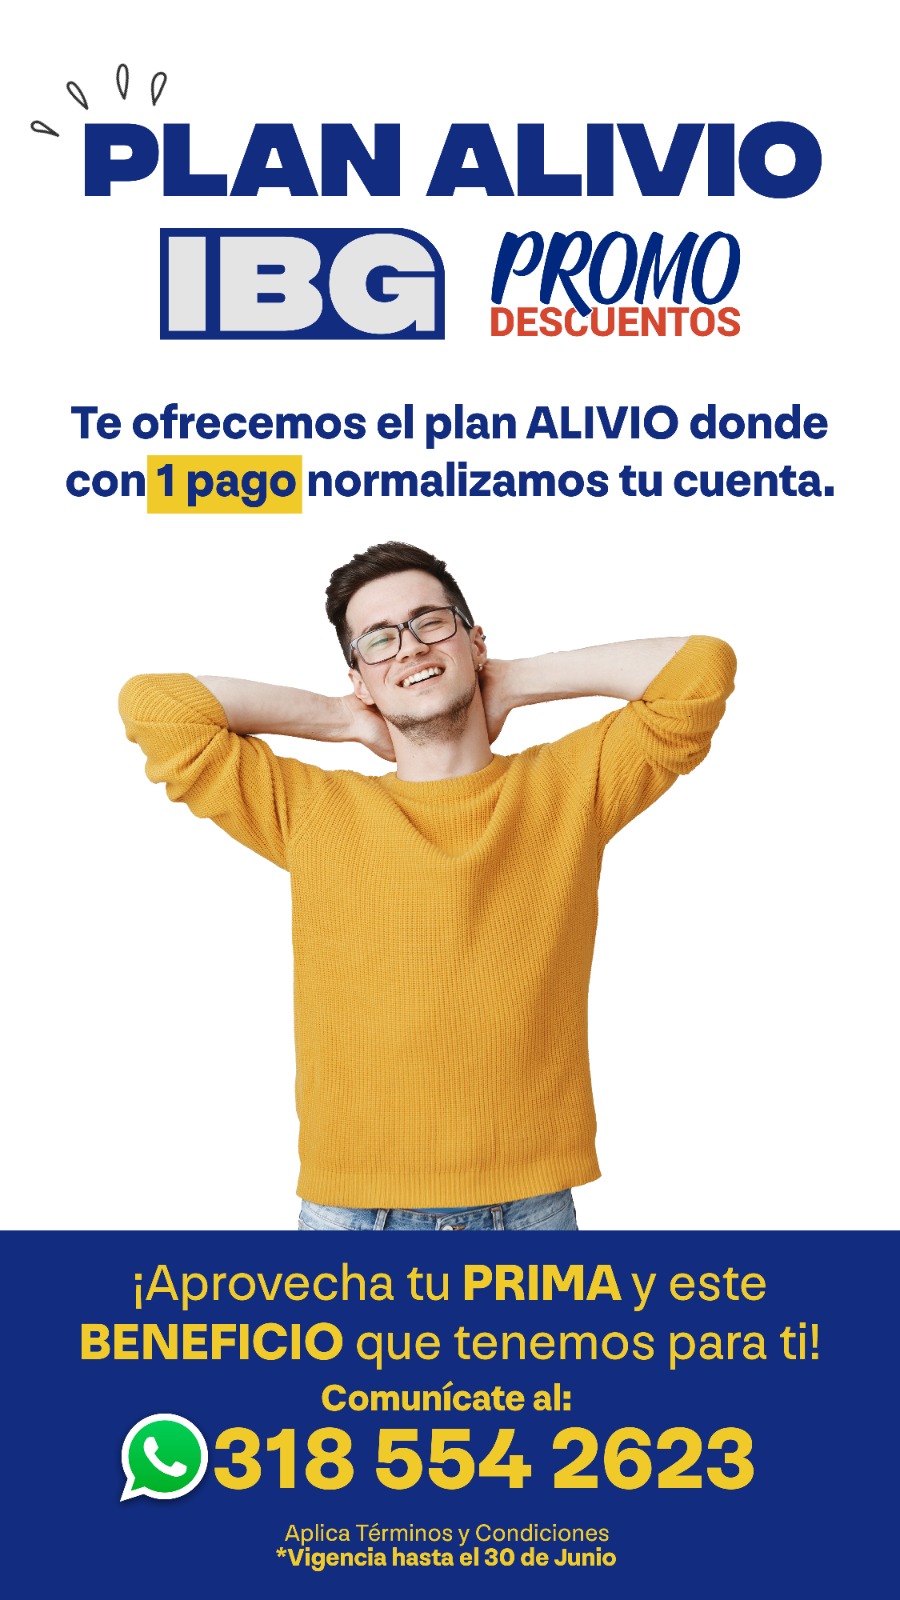 PLAN ALIVIO
IBG
PROMO
DESCUENTOS
Te ofrecemos el plan ALIVIO donde
con 1 pago normalizamos tu cuenta.
¡Aprovecha tu PRIMA y este
BENEFICIO que tenemos para ti!
Comunícate al:
318 554 2623
Aplica Términos y Condiciones
*Vigencia hasta el 30 de Junio